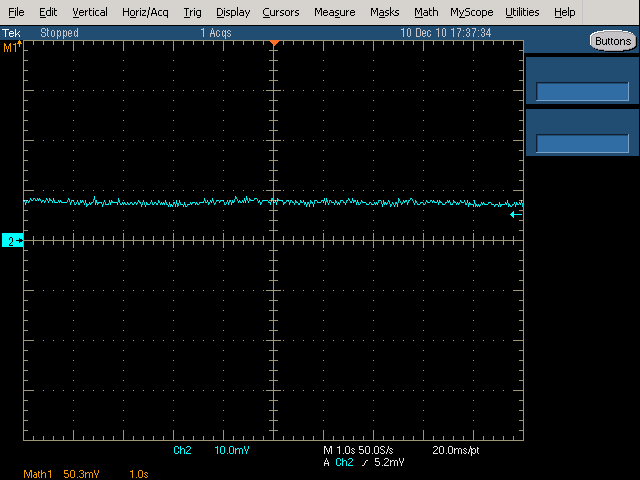 File Edit Vertical Horiz/Acq Trig Display Cursors Measure Masks Math MyScope Utilities Help
Tek Stopped 1 Acqs 10 Dec 10 17:37:34 Buttons
M1
2
Ch2 10.0mV M 1.0s 50.0S/s 20.0ms/pt
A Ch2 ∕ 5.2mV
Math1 50.3mV 1.0s